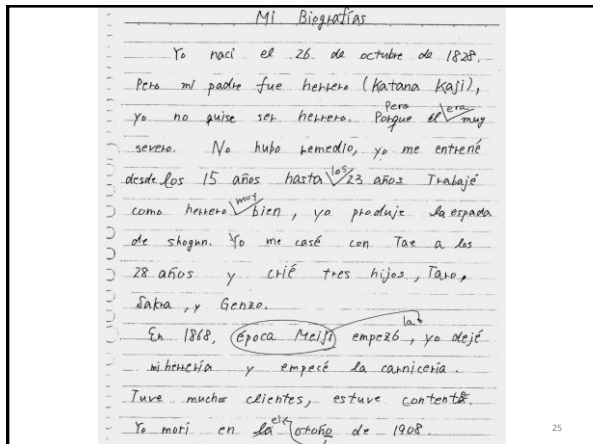 Mi Biografías
Yo nací el 26 de octubre de 1828.
Pero mi padre fue herrero (Katana Kaji),
yo no quise ser herrero. Pero Porque él era muy
severo. No hubo remedio, yo me entrené
desde los 15 años hasta los 23 años. Trabajé
como herrero muy bien, yo produje la espada
de shogun. Yo me casé con Tae a los
28 años y crié tres hijos, Taro,
Sakra, y Genzo.
En 1868, época Meiji empezó la, yo dejé
mi herrería y empecé la carnicería.
Tuve muchos clientes, estuve contento.
Yo morí en la el otoño de 1908.
25